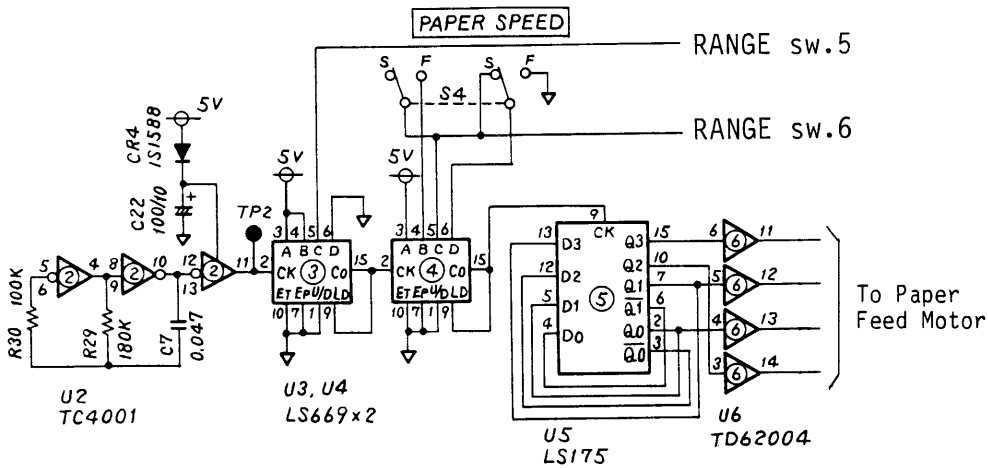 PAPER SPEED
RANGE sw.5
S F S F
S4
RANGE sw.6
5V
CR4
1S1588
C22
100/10
5V
5V
TP2
3 4 5 6
3 4 5 6
9
5 6 2 4 8 9 2 10 12 13 2 11
2 A B C D 15
CK 3 CO
ET EP U/D LD
10 7 1 9
2 A B C D 15
CK 4 CO
ET EP U/D LD
10 7 1 9
CK
13 D3 Q3 15
12 D2 Q2 10
Q1 7
5 D1 Q1 6
4 D0 Q0 2
Q0 3
5
6 6 11
5 6 12
4 6 13
3 6 14
To Paper
Feed Motor
R30 100K
R29
180K
C7
0.047
U2
TC4001
U3, U4
LS669×2
U5
LS175
U6
TD62004